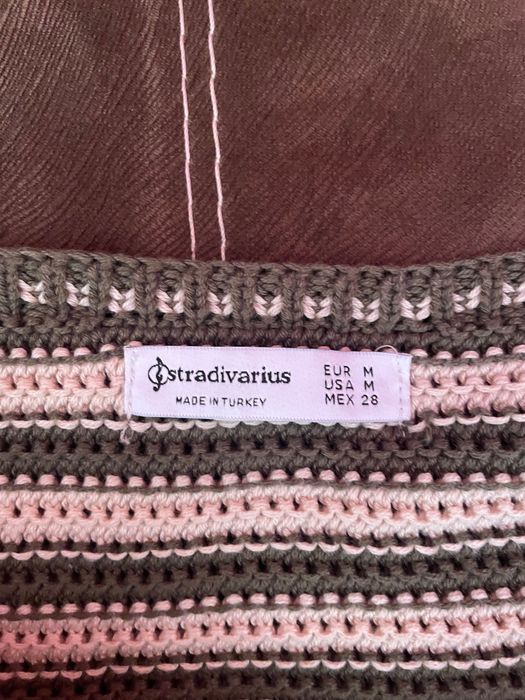 stradivarius
MADE IN TURKEY
EUR M
USA M
MEX 28